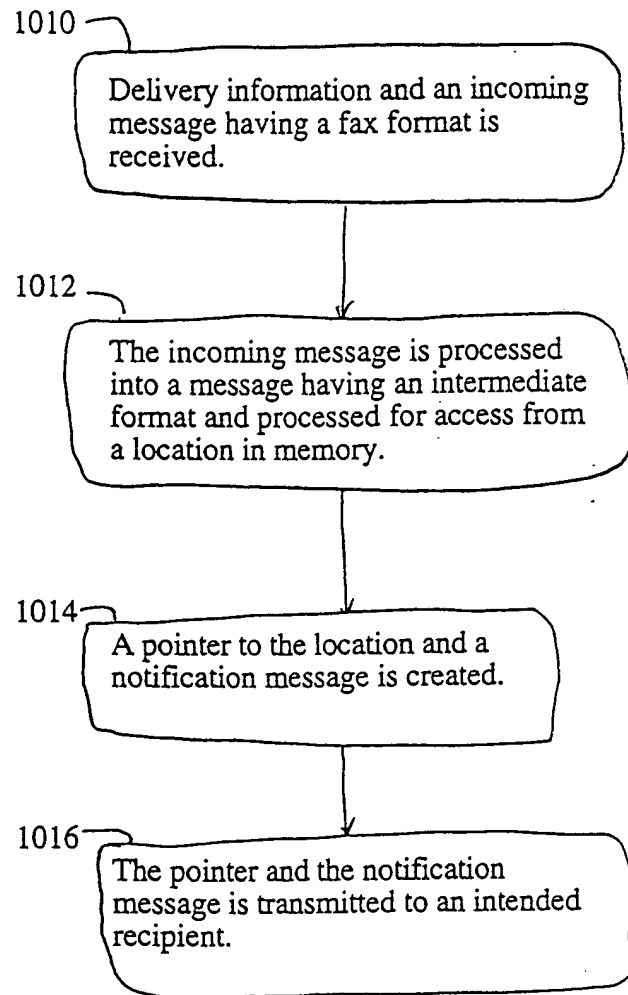 1010
Delivery information and an incoming
message having a fax format is
received.
1012
The incoming message is processed
into a message having an intermediate
format and processed for access from
a location in memory.
1014
A pointer to the location and a
notification message is created.
1016
The pointer and the notification
message is transmitted to an intended
recipient.